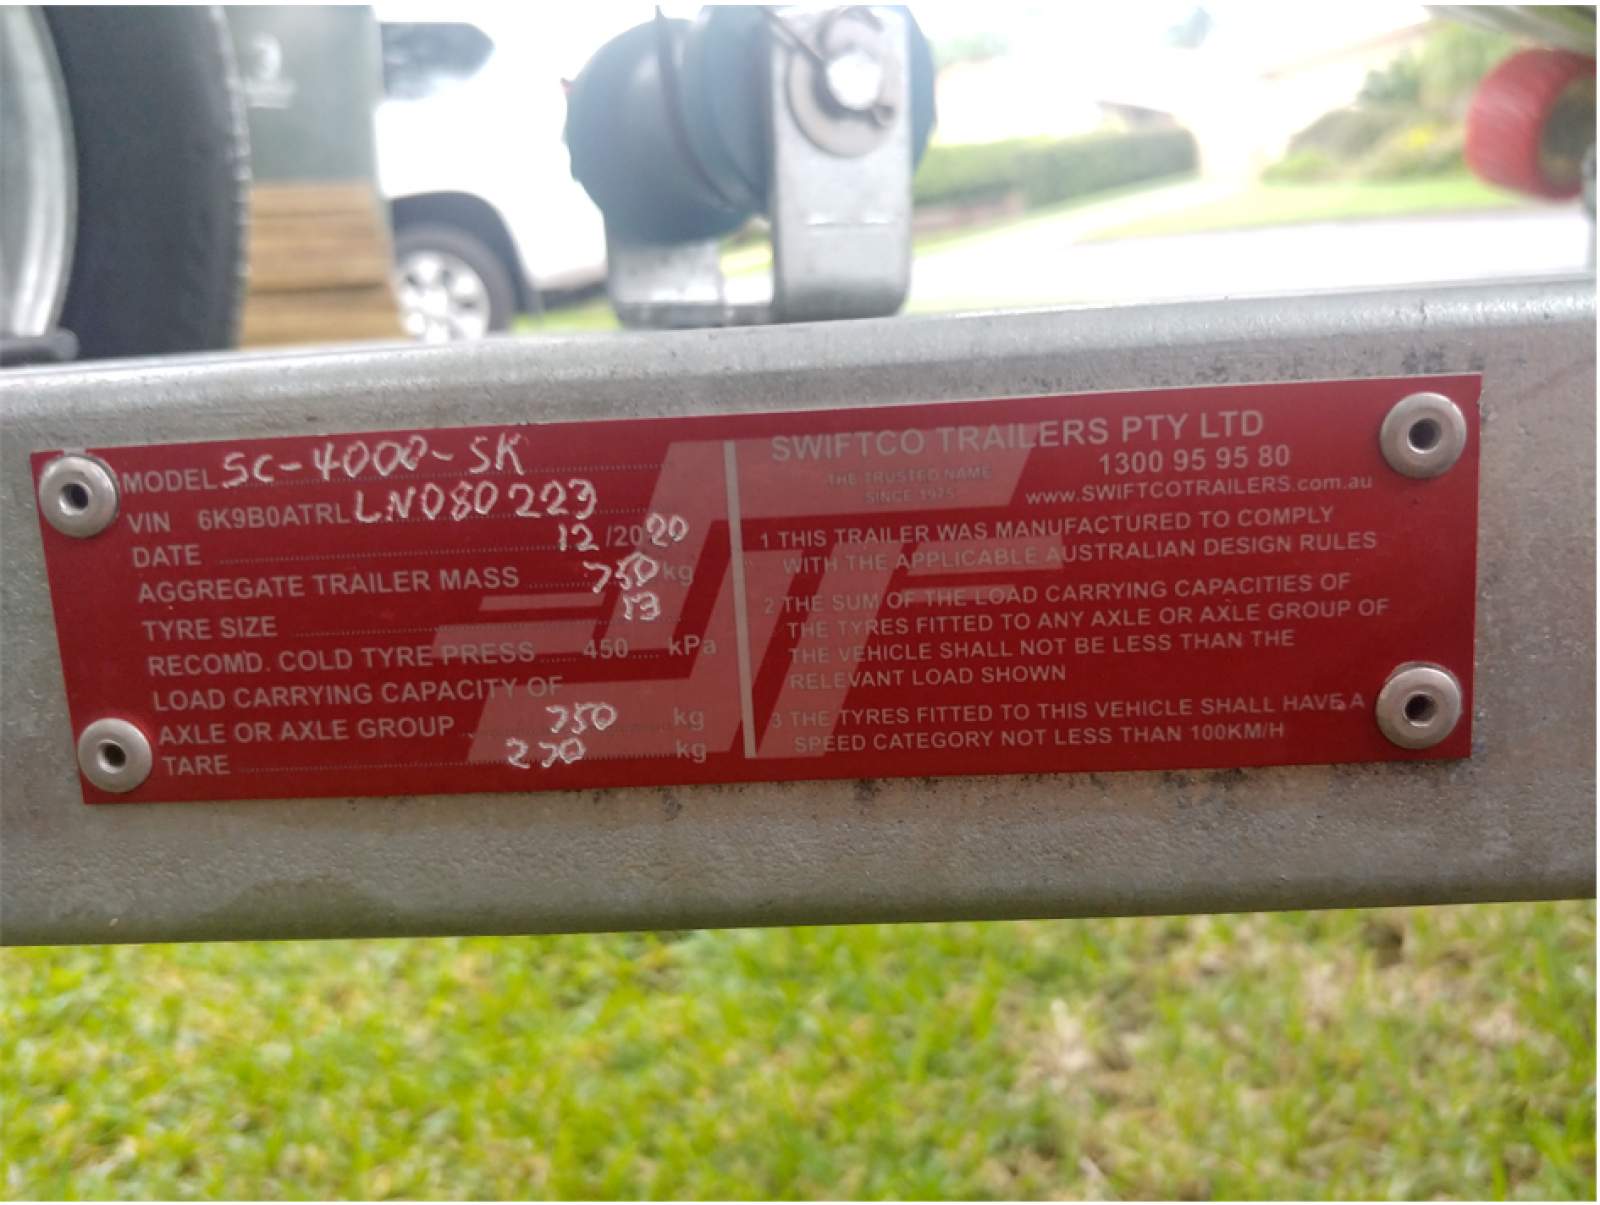 MODEL SC-4000-SK
VIN 6K9B0ATRL LN080223
DATE 12/2020
AGGREGATE TRAILER MASS 750 kg
TYRE SIZE 13
RECOMD. COLD TYRE PRESS 450 kPa
LOAD CARRYING CAPACITY OF
AXLE OR AXLE GROUP 750 kg
TARE 270 kg
SWIFTCO TRAILERS PTY LTD
THE TRUSTED NAME
SINCE 1975
1300 95 95 80
www.SWIFTCOTRAILERS.com.au
1 THIS TRAILER WAS MANUFACTURED TO COMPLY
WITH THE APPLICABLE AUSTRALIAN DESIGN RULES
2 THE SUM OF THE LOAD CARRYING CAPACITIES OF
THE TYRES FITTED TO ANY AXLE OR AXLE GROUP OF
THE VEHICLE SHALL NOT BE LESS THAN THE
RELEVANT LOAD SHOWN
3 THE TYRES FITTED TO THIS VEHICLE SHALL HAVE A
SPEED CATEGORY NOT LESS THAN 100KM/H